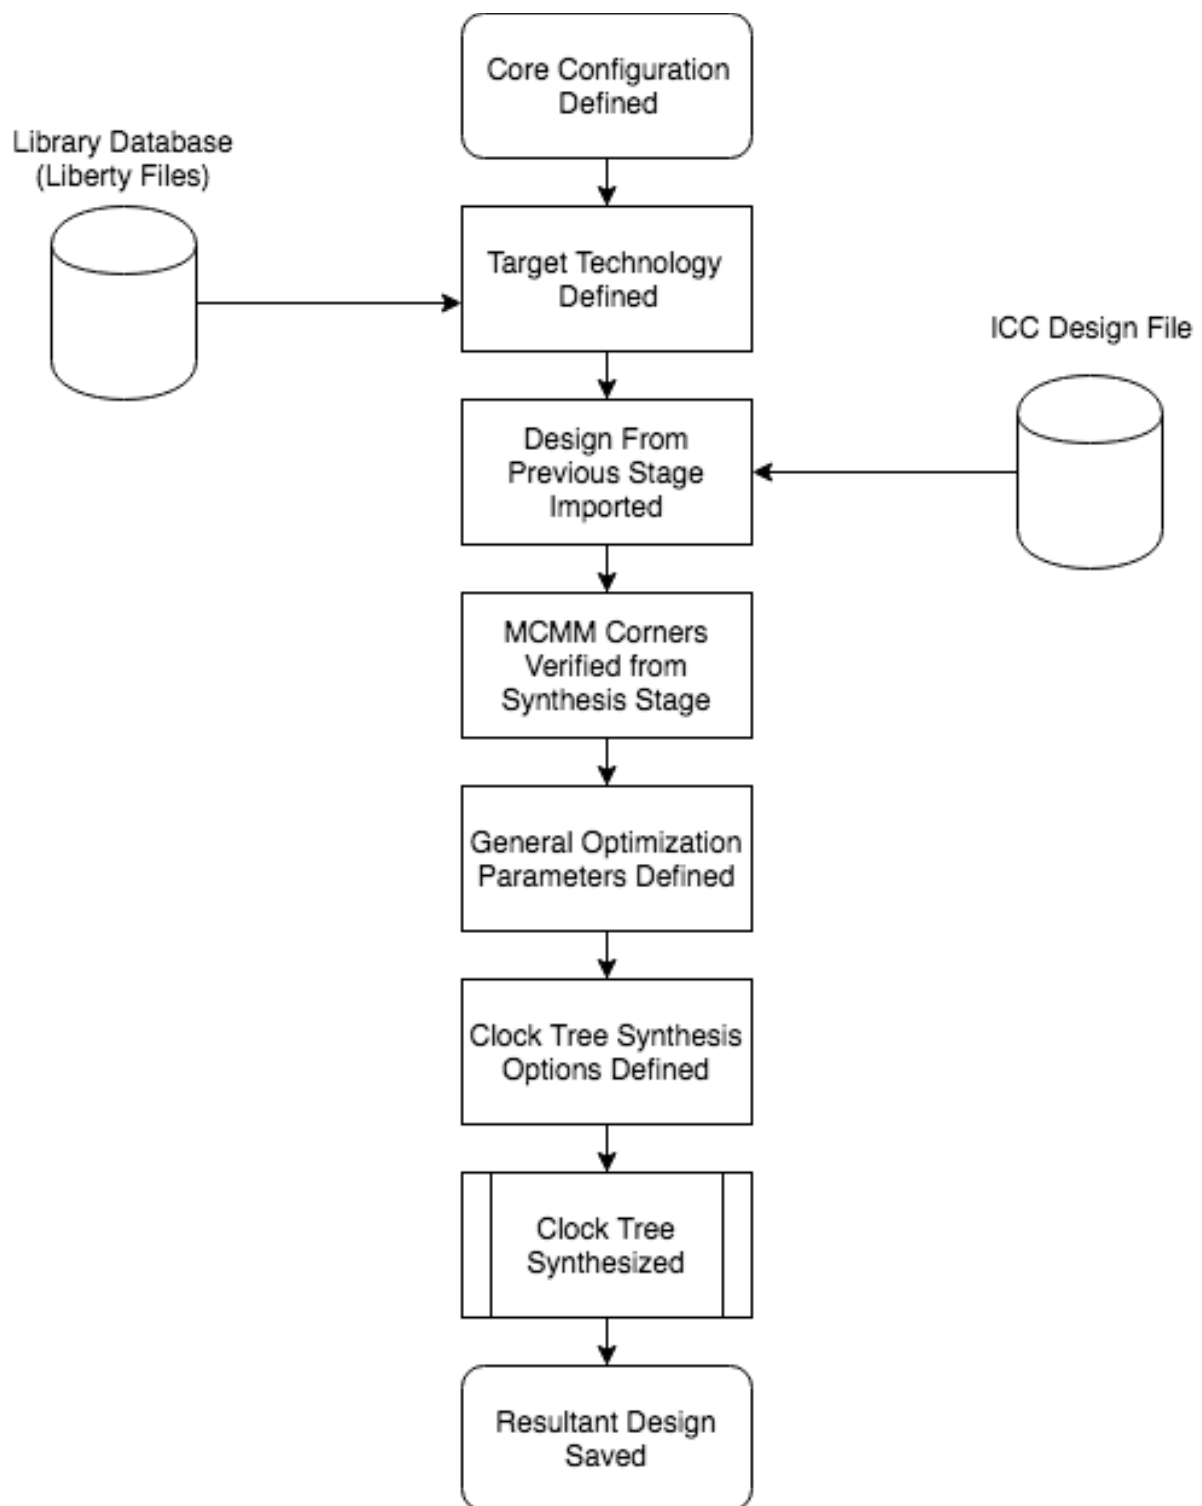 Core Configuration
Defined
Library Database
(Liberty Files)
Target Technology
Defined
ICC Design File
Design From
Previous Stage
Imported
MCMM Corners
Verified from
Synthesis Stage
General Optimization
Parameters Defined
Clock Tree Synthesis
Options Defined
Clock Tree
Synthesized
Resultant Design
Saved